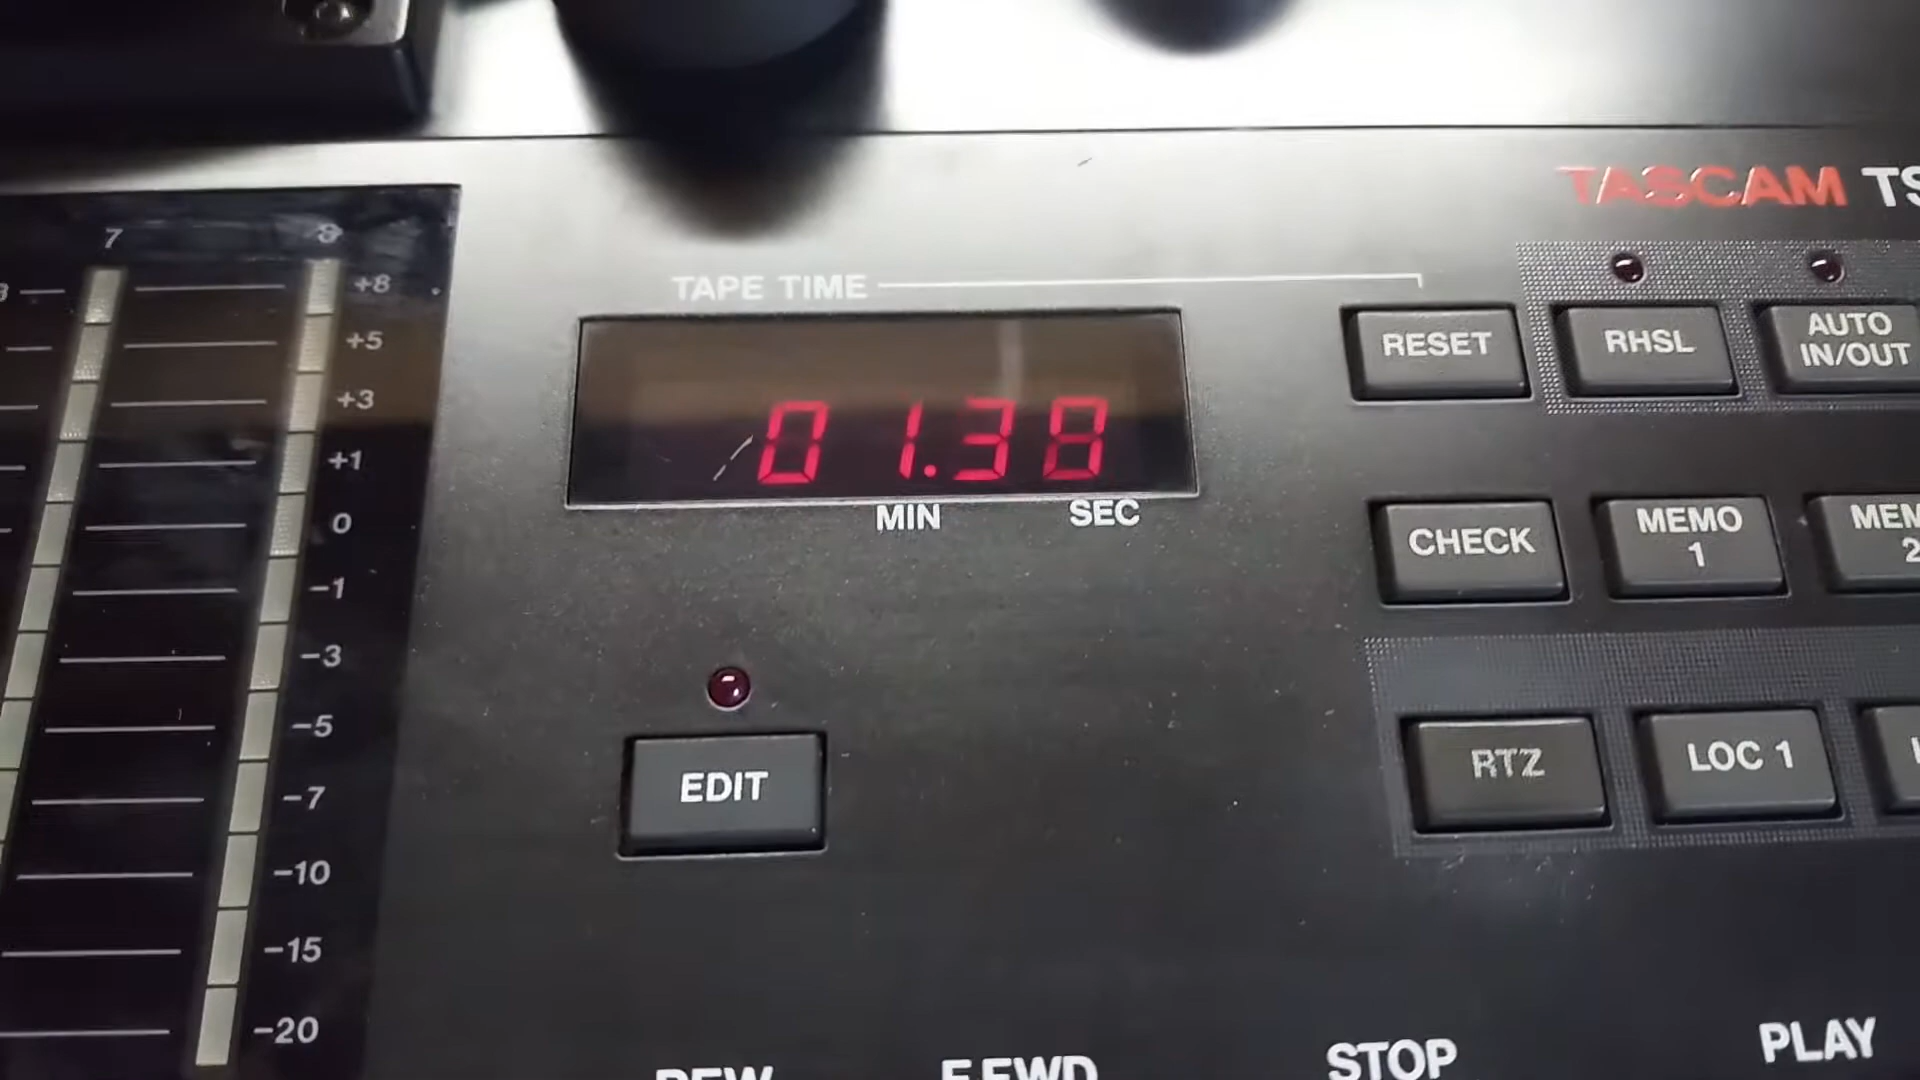 TASCAM TS
7 8
TAPE TIME
+8
+5
+3
+1
0
-1
-3
-5
-7
-10
-15
-20
01.38
MIN SEC
RESET
RHSL
AUTO
IN/OUT
CHECK
MEMO
1
MEM
2
EDIT
RTZ
LOC 1
REW
F.FWD
STOP
PLAY